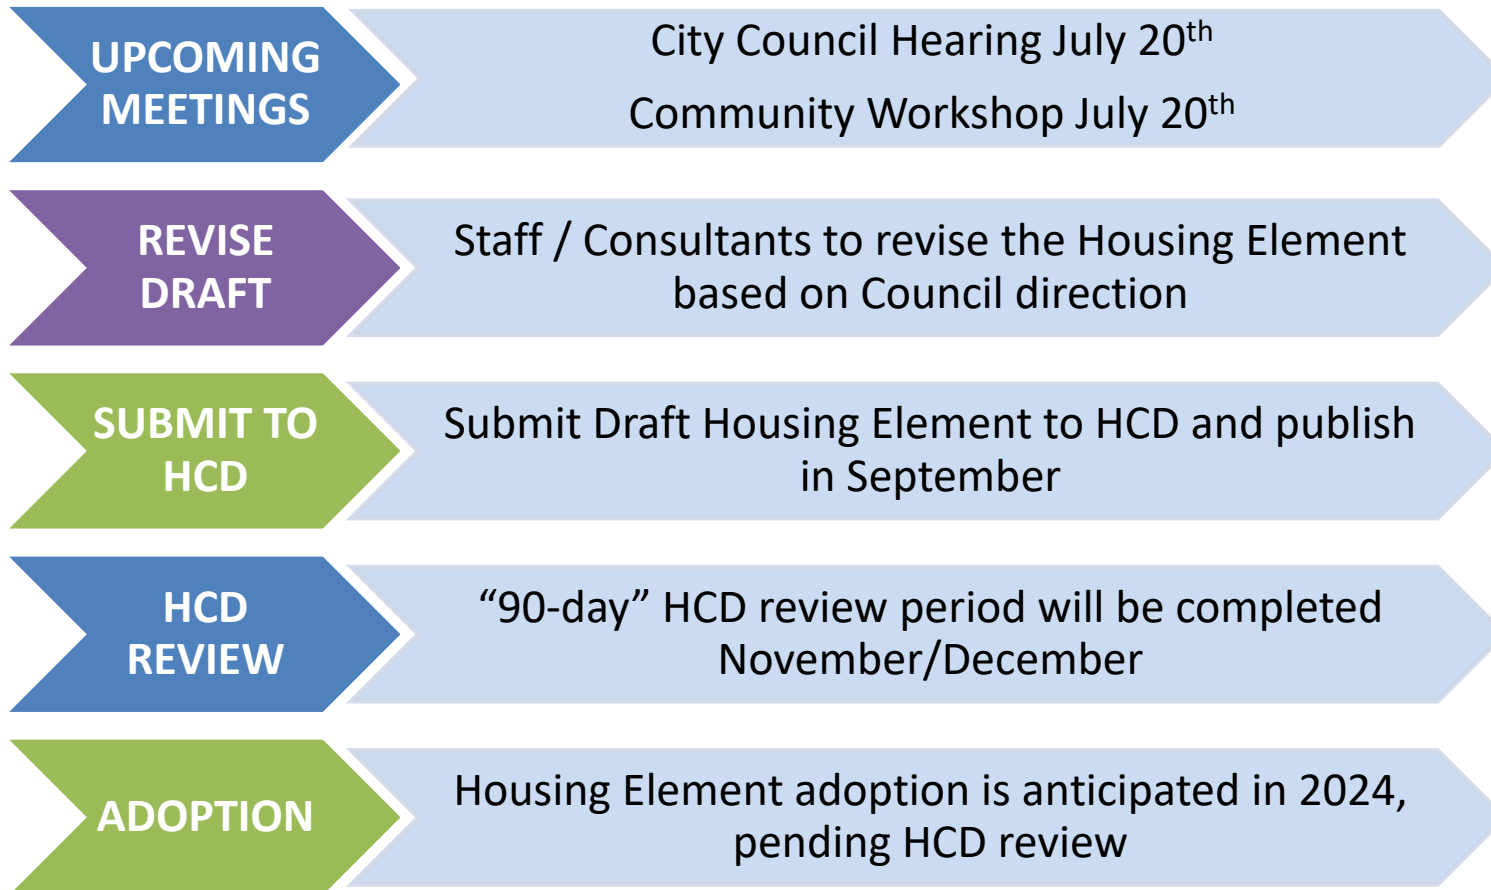 UPCOMING
MEETINGS
City Council Hearing July 20th
Community Workshop July 20th
REVISE
DRAFT
Staff / Consultants to revise the Housing Element
based on Council direction
SUBMIT TO
HCD
Submit Draft Housing Element to HCD and publish
in September
HCD
REVIEW
“90-day” HCD review period will be completed
November/December
ADOPTION
Housing Element adoption is anticipated in 2024,
pending HCD review